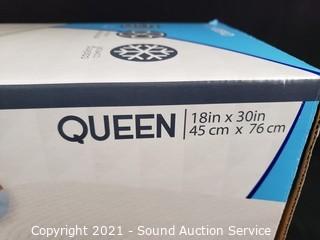 QUEEN
18in x 30in
45 cm x 76 cm
Copyright 2021 - Sound Auction Service